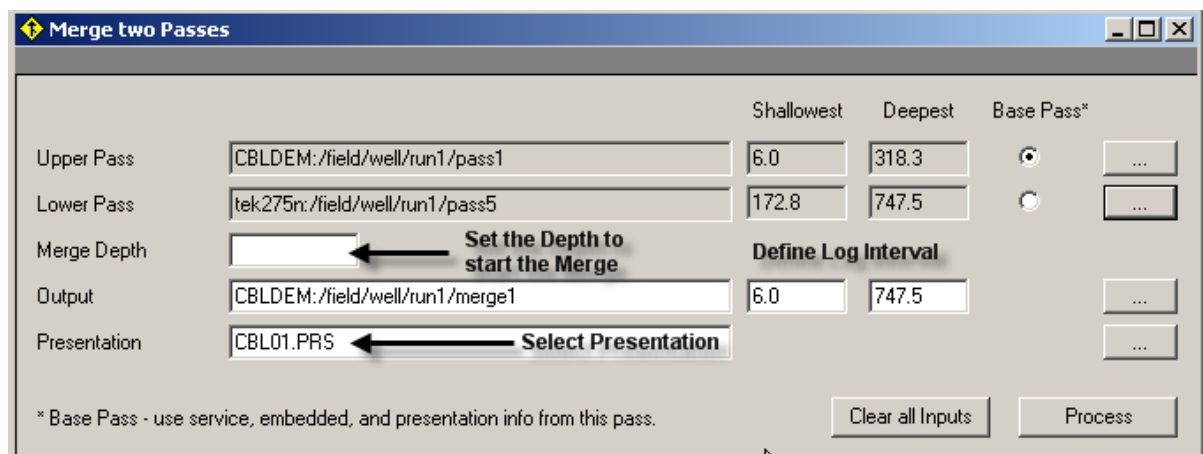 Merge two Passes
Shallowest Deepest Base Pass*
Upper Pass CBLDEM:/field/well/run1/pass1 6.0 318.3 ...
Lower Pass tek275n:/field/well/run1/pass5 172.8 747.5 ...
Merge Depth Set the Depth to start the Merge Define Log Interval
Output CBLDEM:/field/well/run1/merge1 6.0 747.5 ...
Presentation CBL01.PRS Select Presentation ...
* Base Pass - use service, embedded, and presentation info from this pass. Clear all Inputs Process